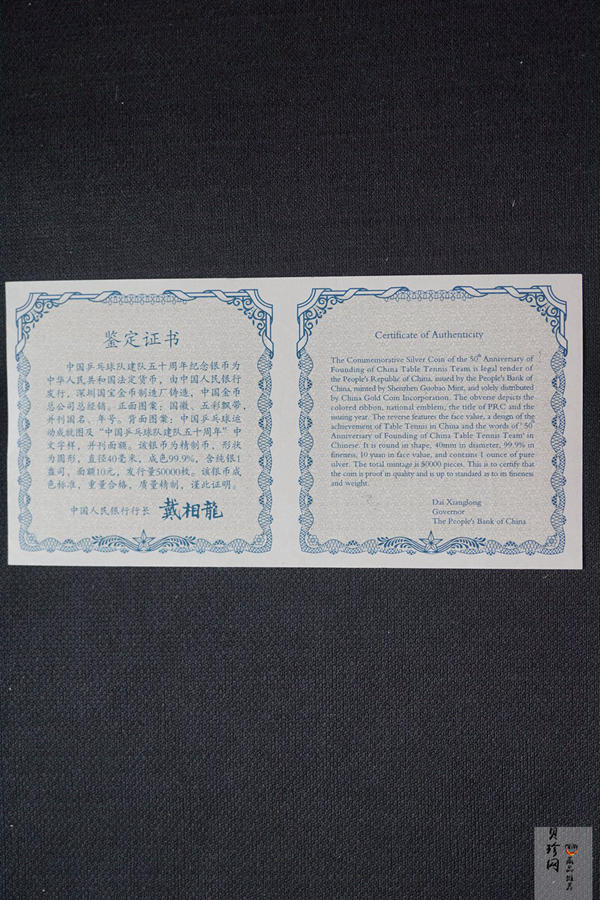 鉴定证书
中国乒乓球队建队五十周年纪念银币为
中华人民共和国法定货币，由中国人民银行
发行，深圳国宝金币制造厂铸造，中国金币
总公司总经销。正面图案：国徽、五彩飘带，
并刊国名、年号。背面图案：中国乒乓球运
动成就图及“中国乒乓球队建队五十周年”中
文字样，并刊面额。该银币为精制币，形状
为圆形，直径40毫米，成色99.9%，含纯银1
盎司，面额10元，发行量50000枚。该银币成
色标准，重量合格，质量精制，谨此证明。
中国人民银行行长 戴相龍
Certificate of Authenticity
The Commemorative Silver Coin of the 50th Anniversary of
Founding of China Table Tennis Team is legal tender of
the People's Republic of China, issued by the People's Bank of
China, minted by Shenzhen Guobao Mint, and solely distributed
by China Gold Coin Incorporation. The obverse depicts the
colored ribbon, national emblem, the title of PRC and the
issuing year. The reverse features the face value, a design of the
achievement of Table Tennis in China and the words of ' 50
Anniversary of Founding of China Table Tennis Team' in
Chinese. It is round in shape, 40mm in diameter, 99.9% in
fineness, 10 yuan in face value, and contains 1 ounce of pure
silver. The total mintage is 50000 pieces. This is to certify that
the coin is proof in quality and is up to standard as to its fineness
and weight.
Dai Xianglong
Governor
The People's Bank of China
贝珍网
藏品雅品